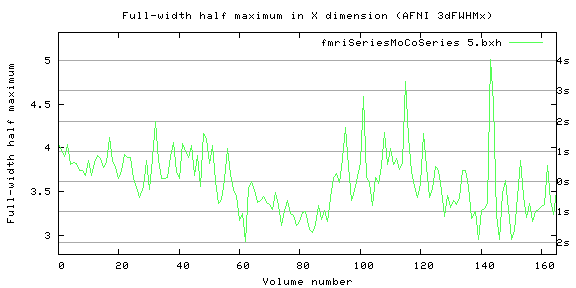 Full-width half maximum in X dimension (AFNI 3dFWHMx)
fmriSeriesMoCoSeries 5.bxh
Full-width half maximum
5
4.5
4
3.5
3
4s
3s
2s
1s
0s
1s
2s
0 20 40 60 80 100 120 140 160
Volume number